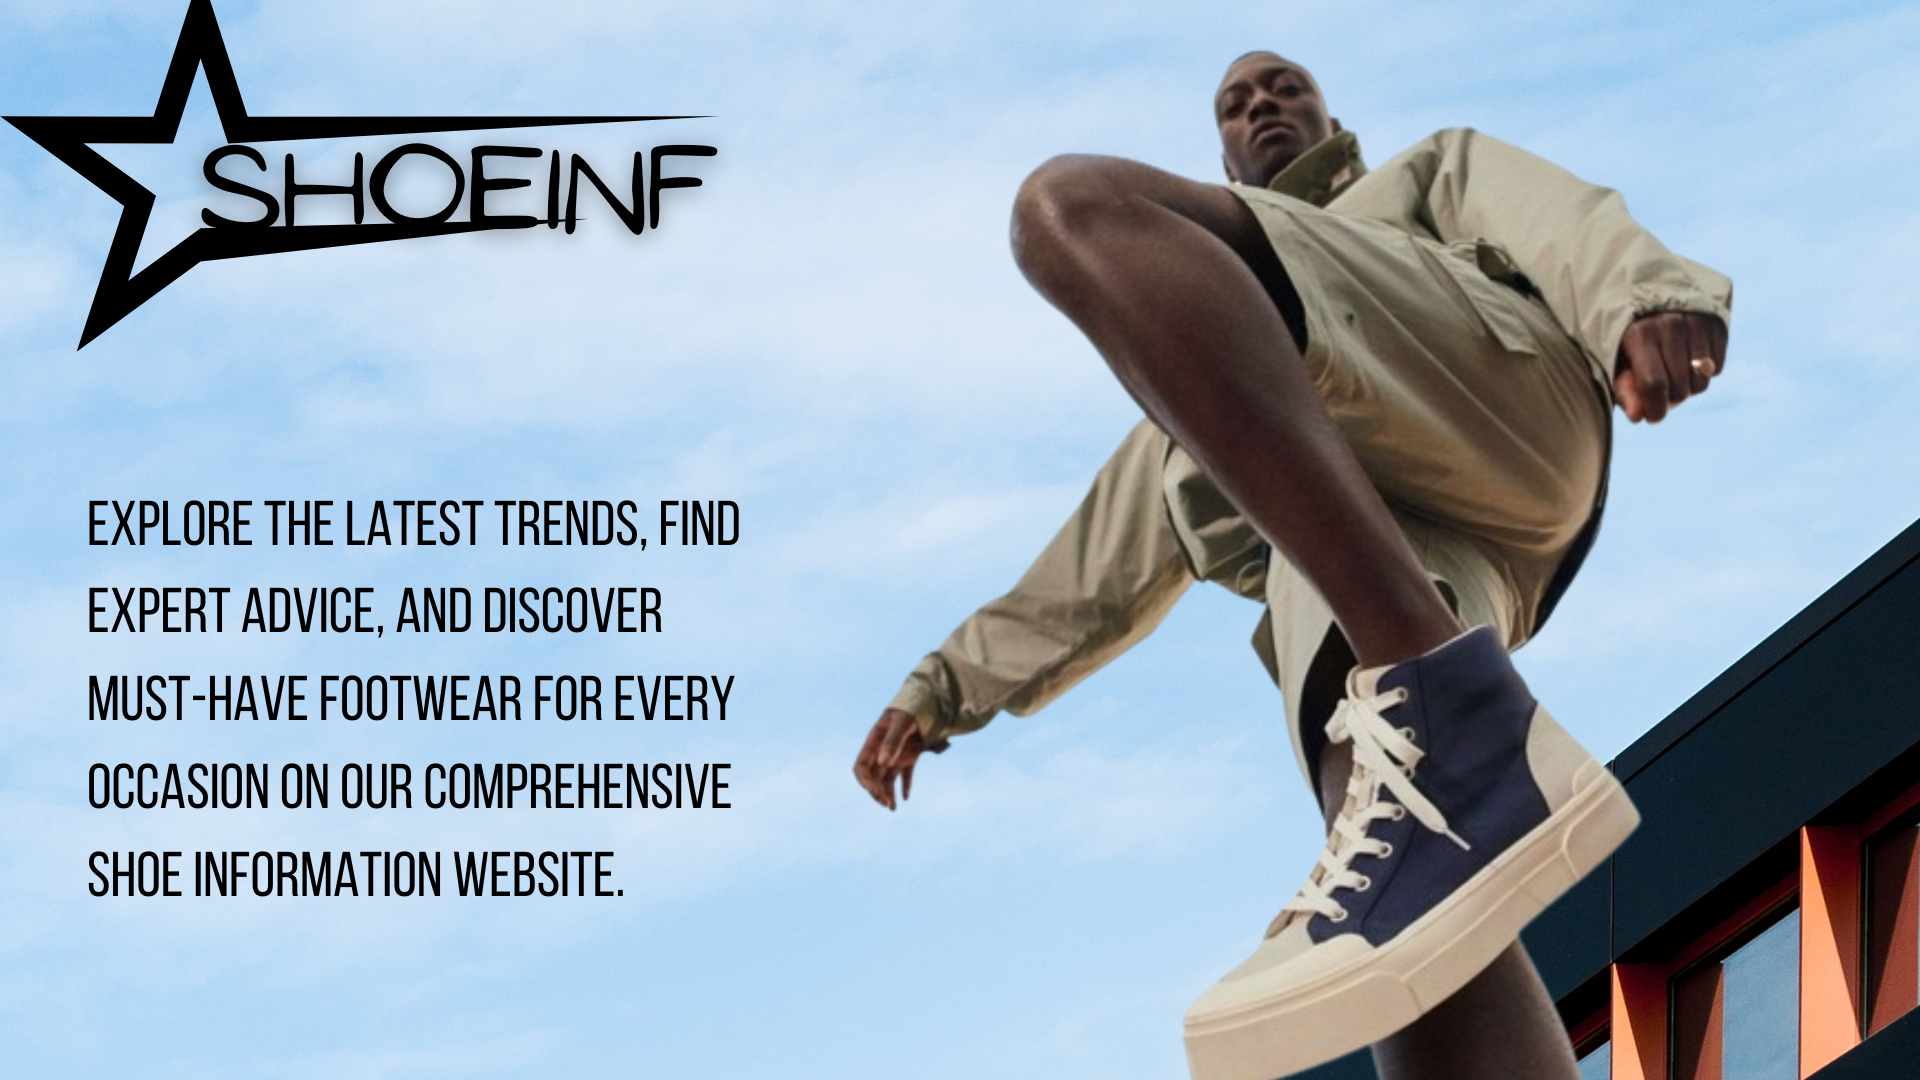 SHOEINF
EXPLORE THE LATEST TRENDS, FIND
EXPERT ADVICE, AND DISCOVER
MUST-HAVE FOOTWEAR FOR EVERY
OCCASION ON OUR COMPREHENSIVE
SHOE INFORMATION WEBSITE.